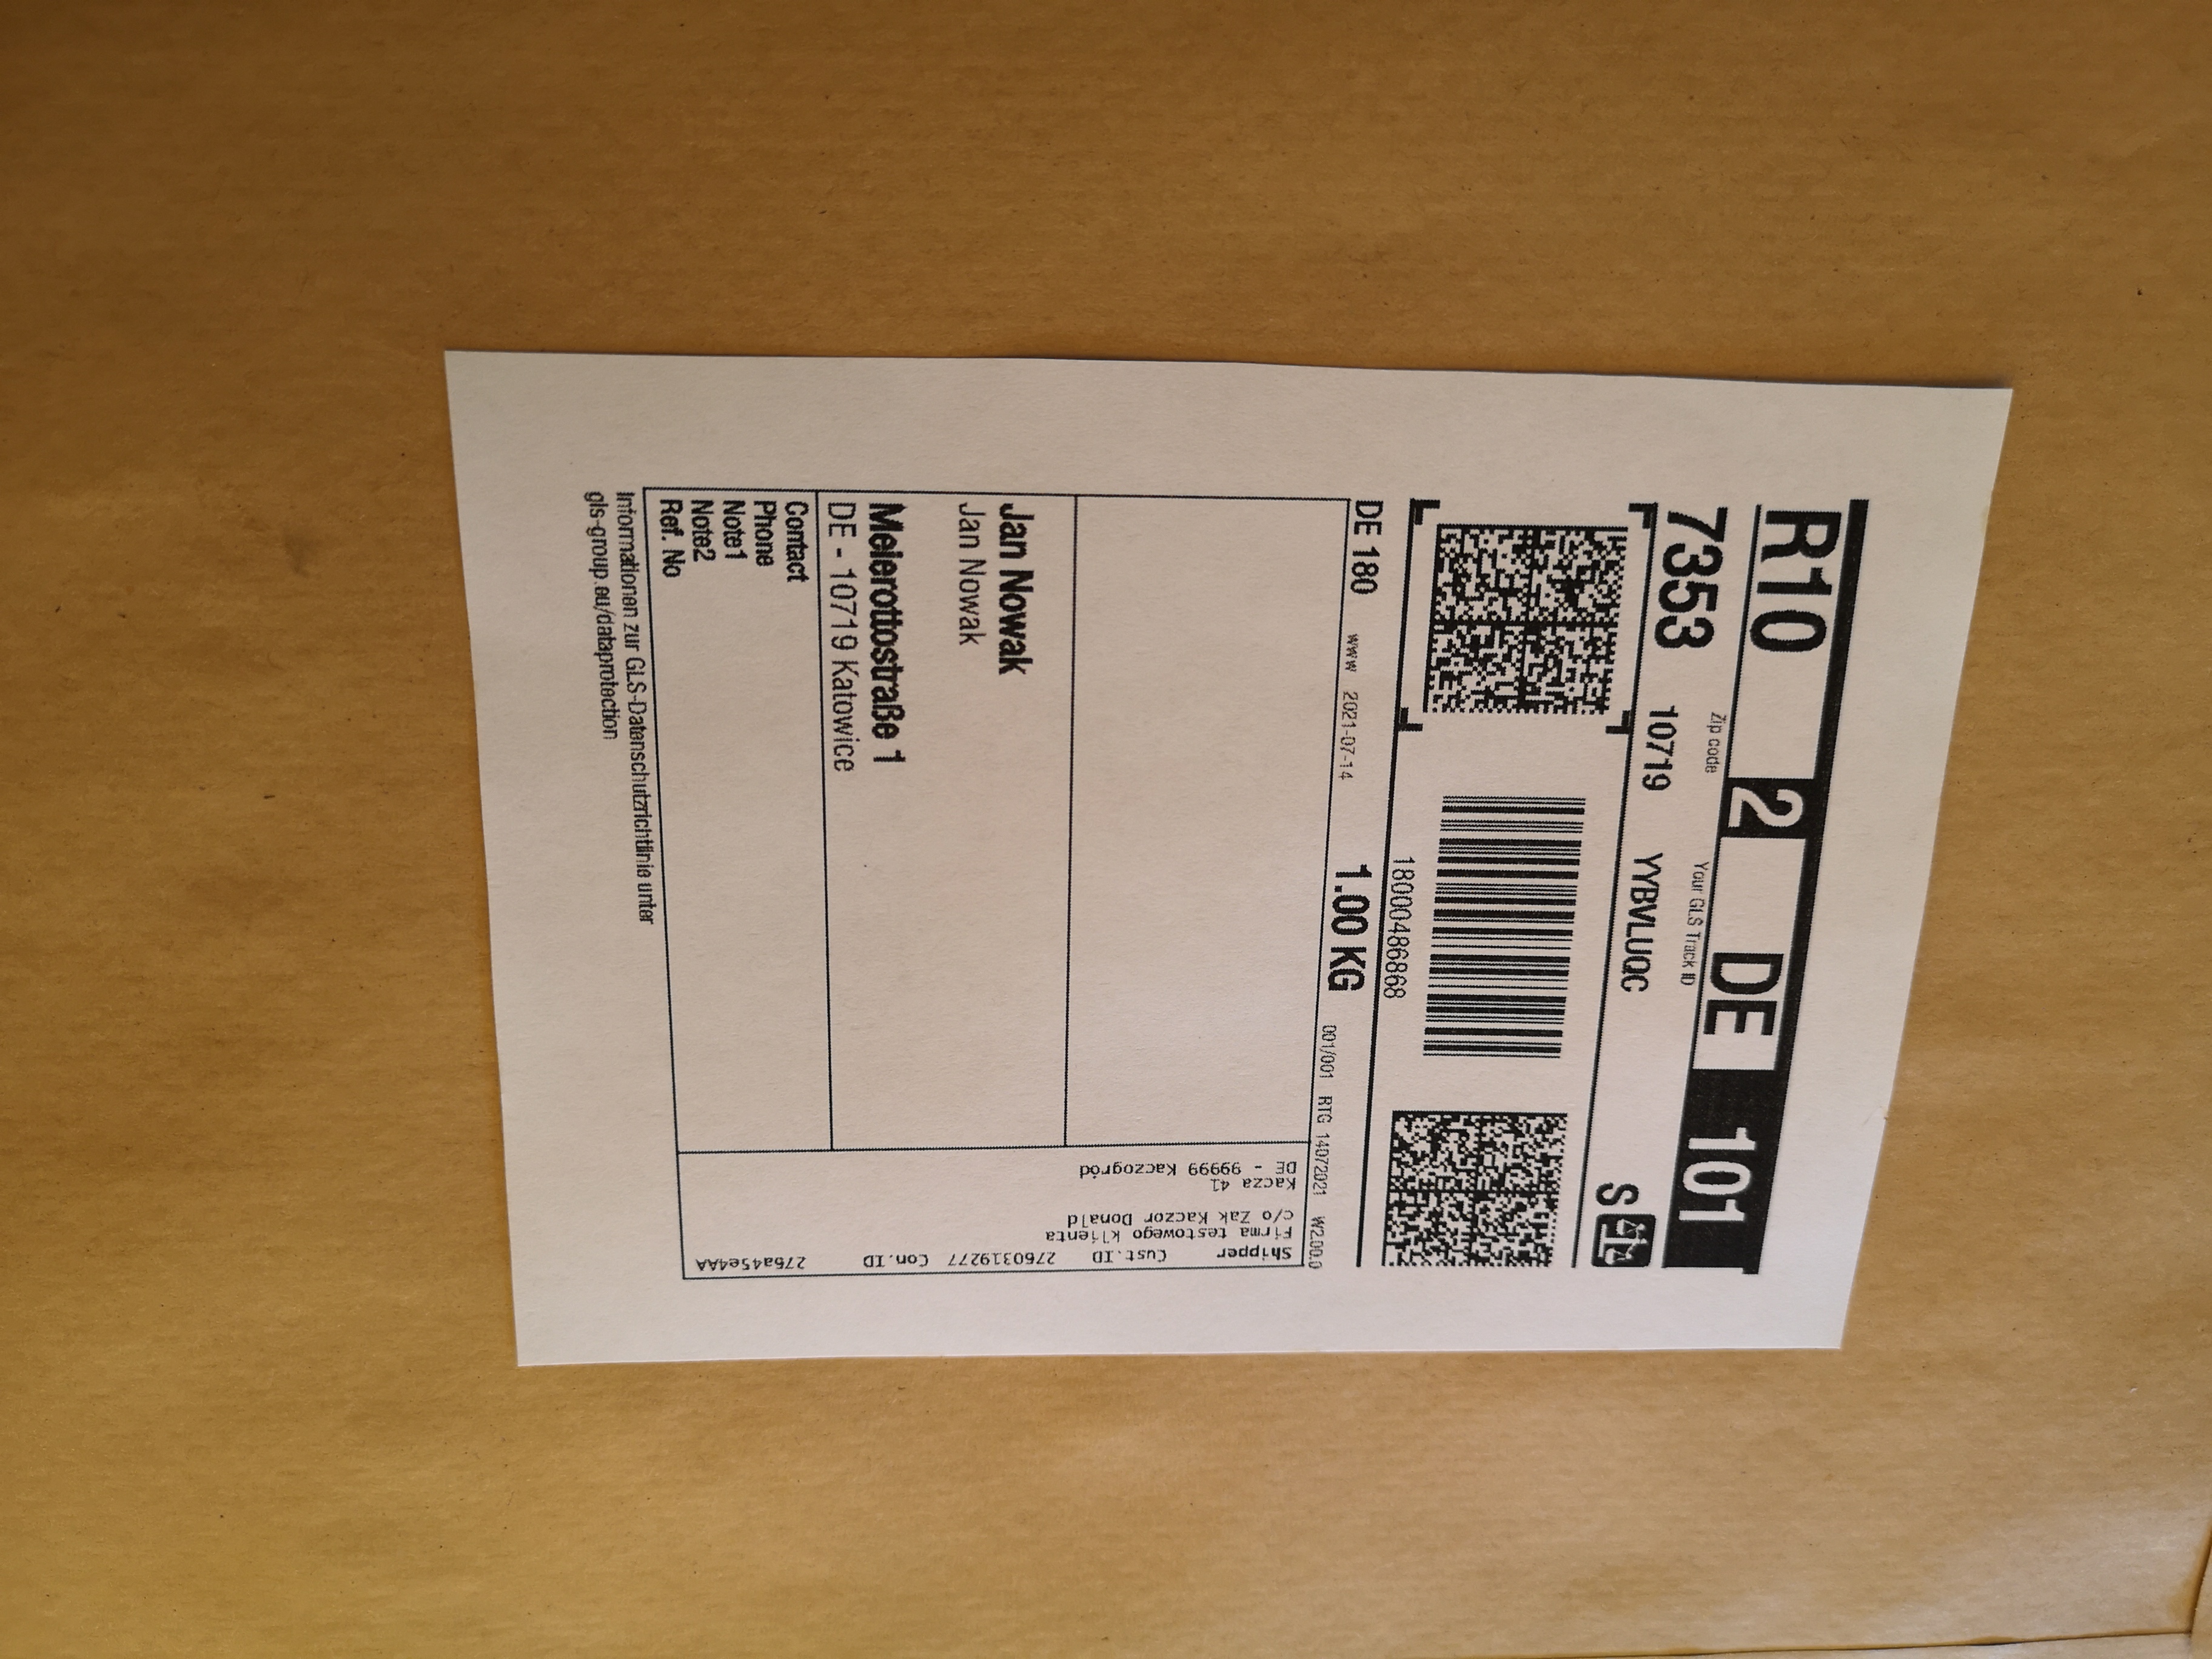 R10 2 DE 101
Zip code Your GLS Track ID
7353 10719 YYBVLUQC S
18000486868
DE 180 www 2021-07-14 1.00 KG 001/001 RTG 14072021 W2.00.0
Shipper Cust.ID 2760319277 Con.ID 276a45e4AA
Firma testowego klienta
c/o Zak Kaczor Donald
Kacza 41
DE - 99999 Kaczogród
Jan Nowak
Jan Nowak
Meierottostraße 1
DE - 10719 Katowice
Contact
Phone
Note1
Note2
Ref. No
Informationen zur GLS-Datenschutzrichtlinie unter
gls-group.eu/dataprotection